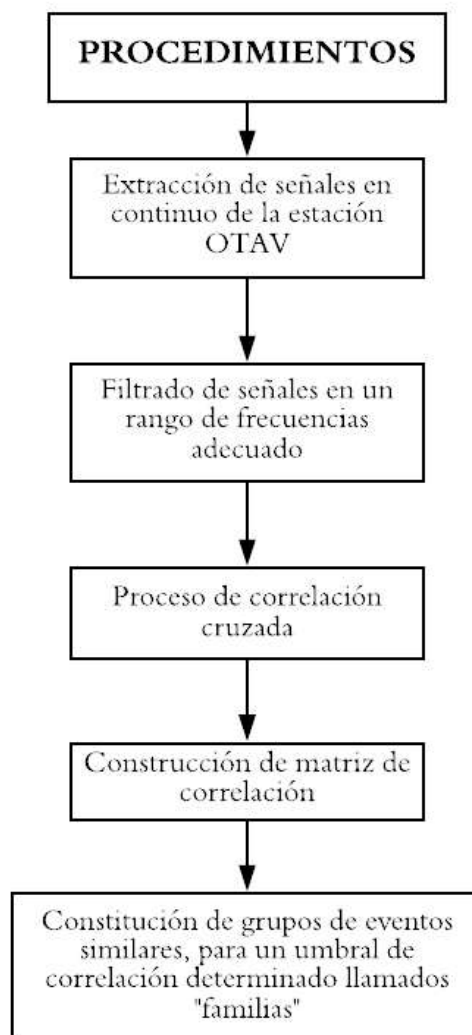 PROCEDIMIENTOS
Extracción de señales en
continuo de la estación
OTAV
Filtrado de señales en un
rango de frecuencias
adecuado
Proceso de correlación
cruzada
Construcción de matriz de
correlación
Constitución de grupos de eventos
similares, para un umbral de
correlación determinado llamados
"familias"